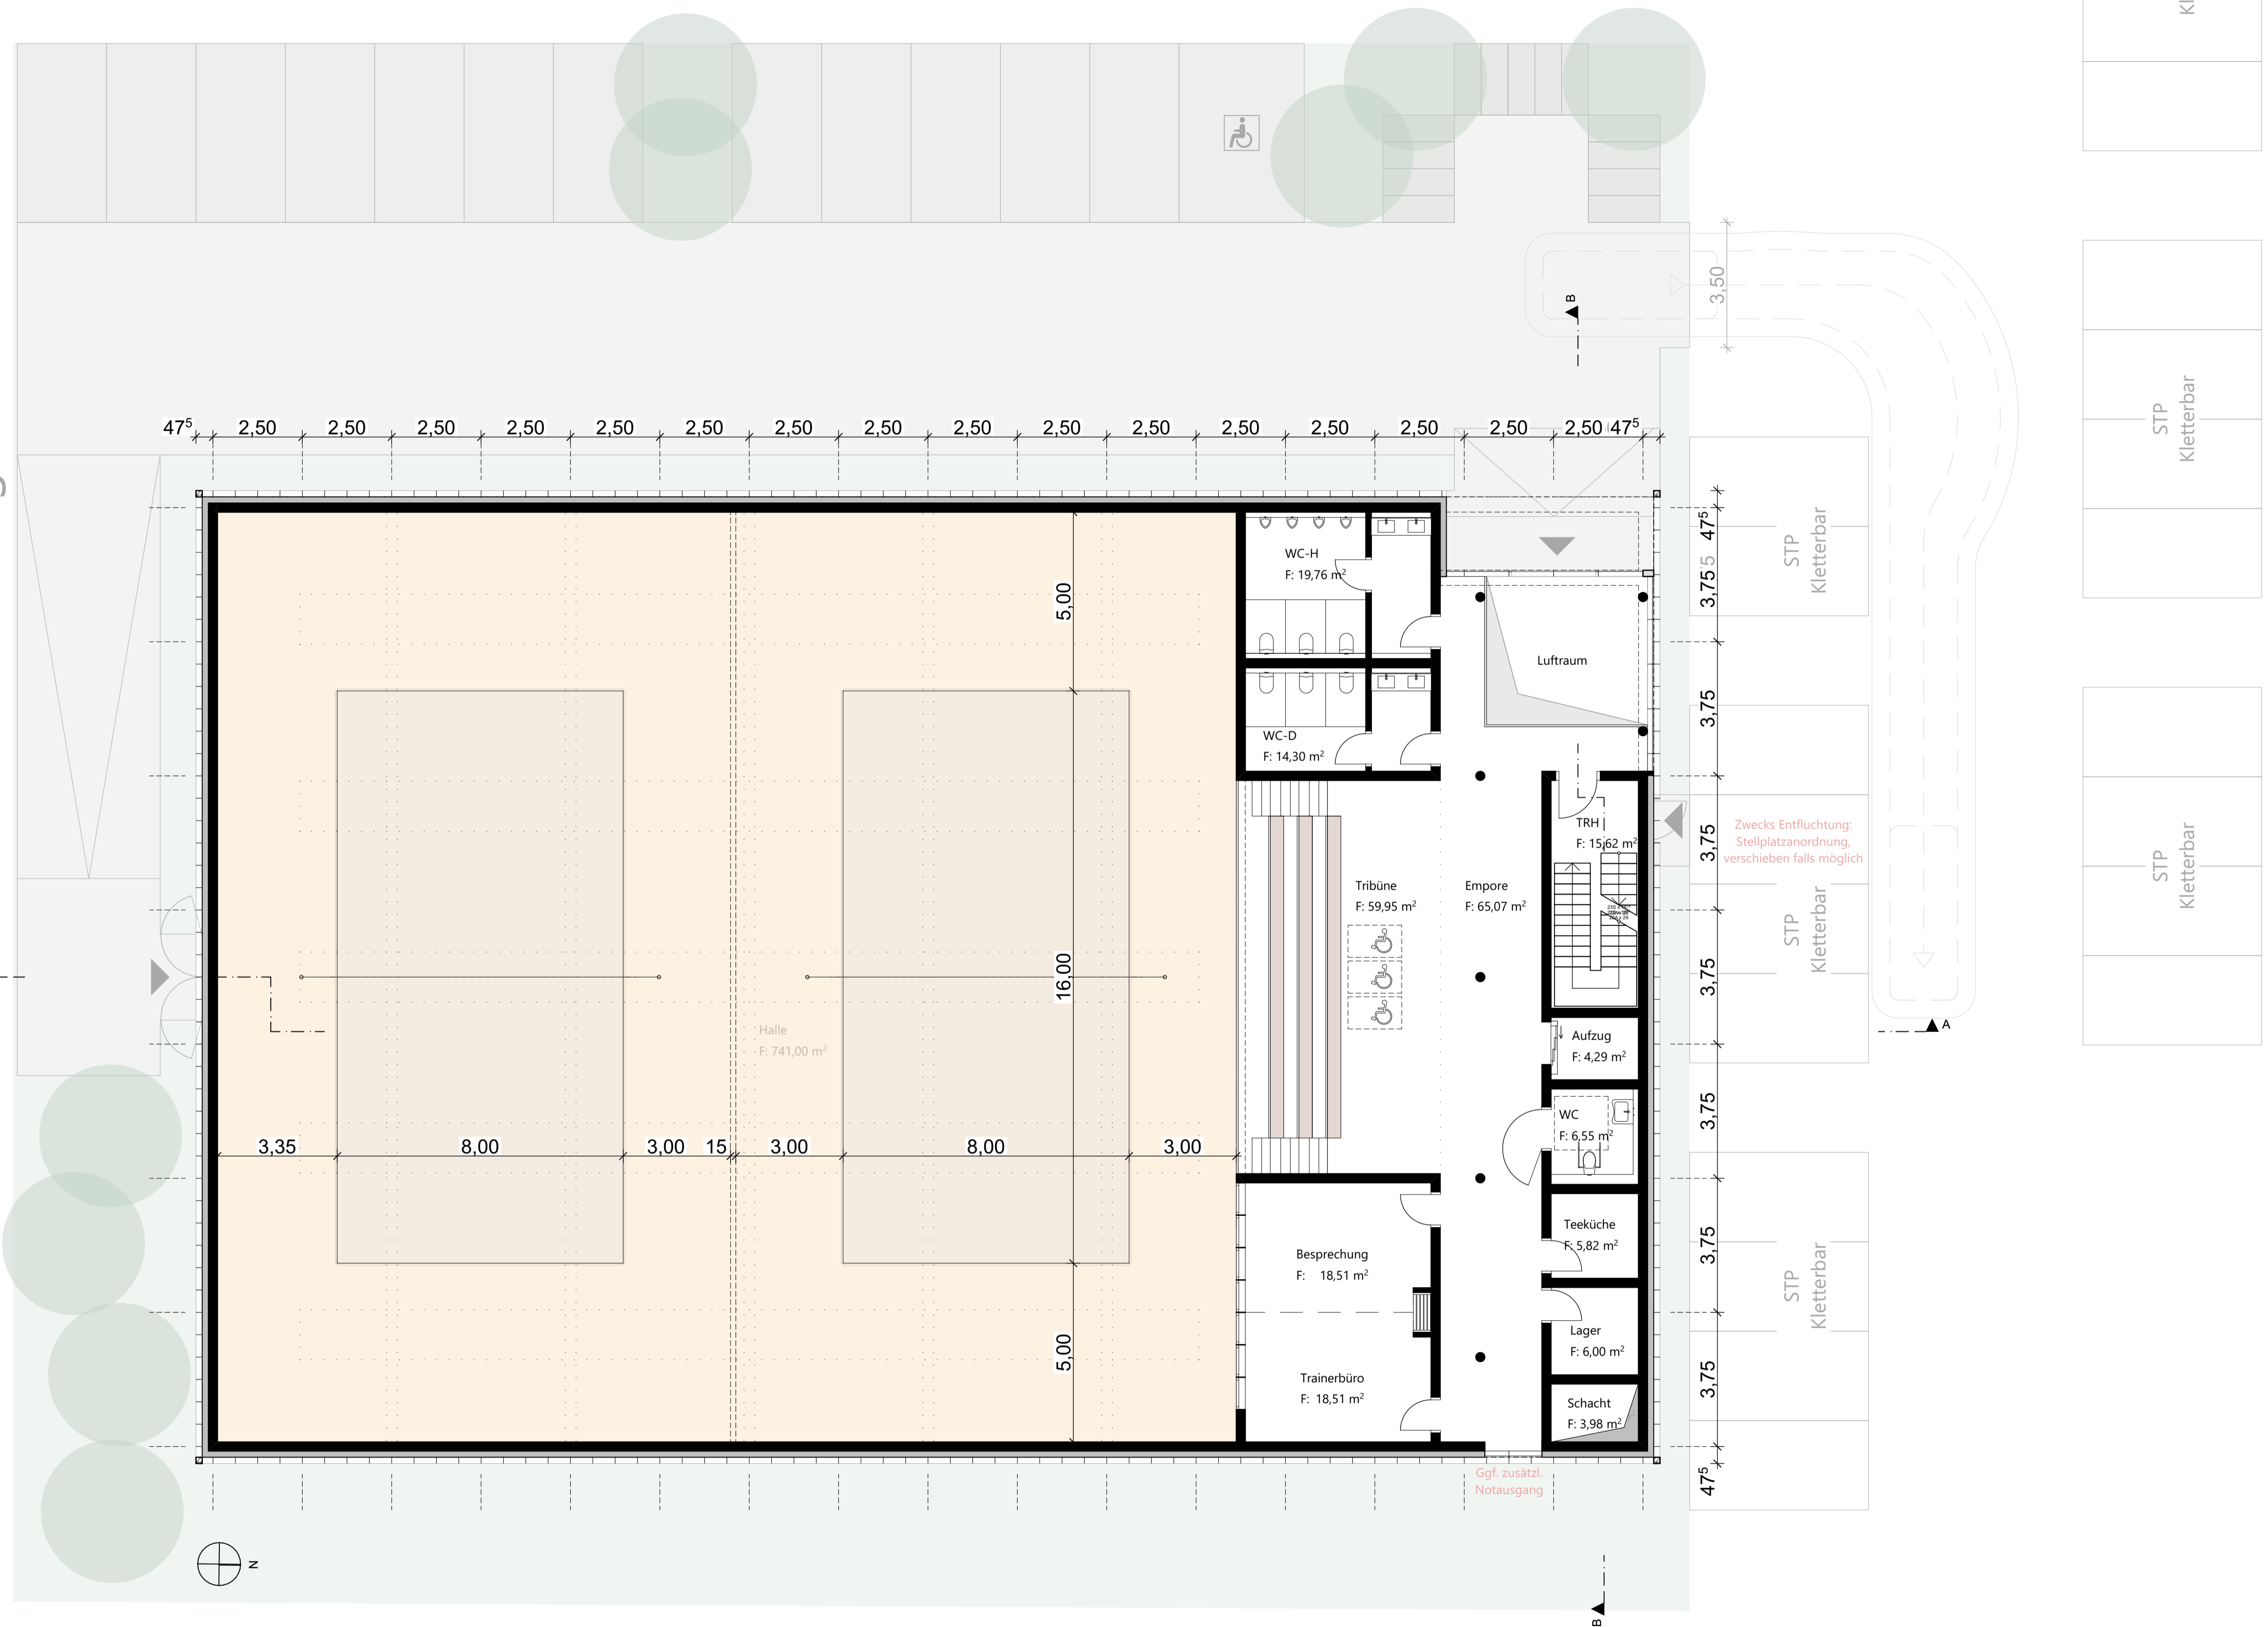 Kl
3,50
B
47⁵ 2,50 2,50 2,50 2,50 2,50 2,50 2,50 2,50 2,50 2,50 2,50 2,50 2,50 2,50 2,50 2,50 47⁵
STP
Kletterbar
STP
Kletterbar
47⁵
3,75
3,75
3,75
3,75
3,75
3,75
3,75
47⁵
5,00
16,00
5,00
WC-H
F: 19,76 m²
WC-D
F: 14,30 m²
Luftraum
TRH
F: 15,62 m²
Zwecks Entfluchtung:
Stellplatzanordnung,
verschieben falls möglich
STP
Kletterbar
STP
Kletterbar
Tribüne
F: 59,95 m²
Empore
F: 65,07 m²
Halle
F: 741,00 m²
Aufzug
F: 4,29 m²
A
WC
F: 6,55 m²
3,35 8,00 3,00 15 3,00 8,00 3,00
Teeküche
F: 5,82 m²
STP
Kletterbar
Besprechung
F: 18,51 m²
Lager
F: 6,00 m²
Trainerbüro
F: 18,51 m²
Schacht
F: 3,98 m²
Ggf. zusätzl.
Notausgang
N
B